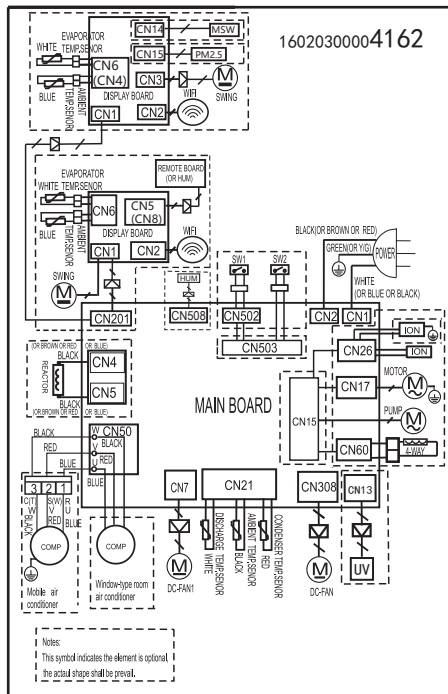 16020300004162
CN14
MSW
CN15
PM2.5
WHITE
EVAPORATOR
TEMP.SENOR
CN6
(CN4)
CN3
M
SWING
BLUE
AMBIENT
TEMP.SENOR
DISPLAY BOARD
WIFI
CN1
CN2
EVAPORATOR
WHITE TEMP.SENSOR
REMOTE BOARD
(OR HUM)
CN6
CN5
(CN8)
BLUE
AMBIENT
TEMP.SENSOR
DISPLAY BOARD
WIFI
CN1
CN2
SWING
M
HUM
SW1
SW2
BLACK(OR BROWN OR RED)
GREEN(OR Y/G)
POWER
WHITE
(OR BLUE OR BLACK)
CN201
CN508
CN502
CN503
CN2
CN1
(OR BROWN OR RED OR BLUE)
BLACK
REACTOR
CN4
CN5
BLACK
(OR BROWN OR RED OR BLUE)
MAIN BOARD
CN26
ION
ION
CN17
MOTOR
M
CN15
PUMP
M
CN60
4-WAY
CN50
BLACK
W
BLACK
RED
V
RED
BLUE
U
BLUE
3 2 1
C(T) S(W) R
W V U
BLACK
RED
BLUE
COMP
COMP
Mobile air
conditioner
Window-type room
air conditioner
CN7
CN21
CN308
CN13
DISCHARGE TEMP.SENSOR
WHITE
AMBIENT TEMP.SENSOR
BLACK
CONDENSER TEMP.SENSOR
RED
M
DC-FAN1
M
DC-FAN
UV
Notes:
This symbol indicates the element is optional,
the actaul shape shall be prevail.